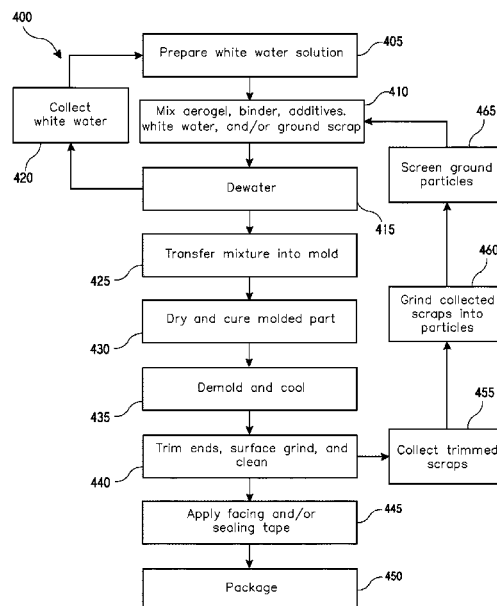 400
Prepare white water solution
405
Collect
white water
420
Mix aerogel, binder, additives.
white water, and/or ground scrap
410
465
Screen ground
particles
Dewater
415
Transfer mixture into mold
425
460
Grind collected
scraps into
particles
Dry and cure molded part
430
Demold and cool
435
455
Collect trimmed
scraps
Trim ends, surface grind, and
clean
440
Apply facing and/or
sealing tape
445
Package
450